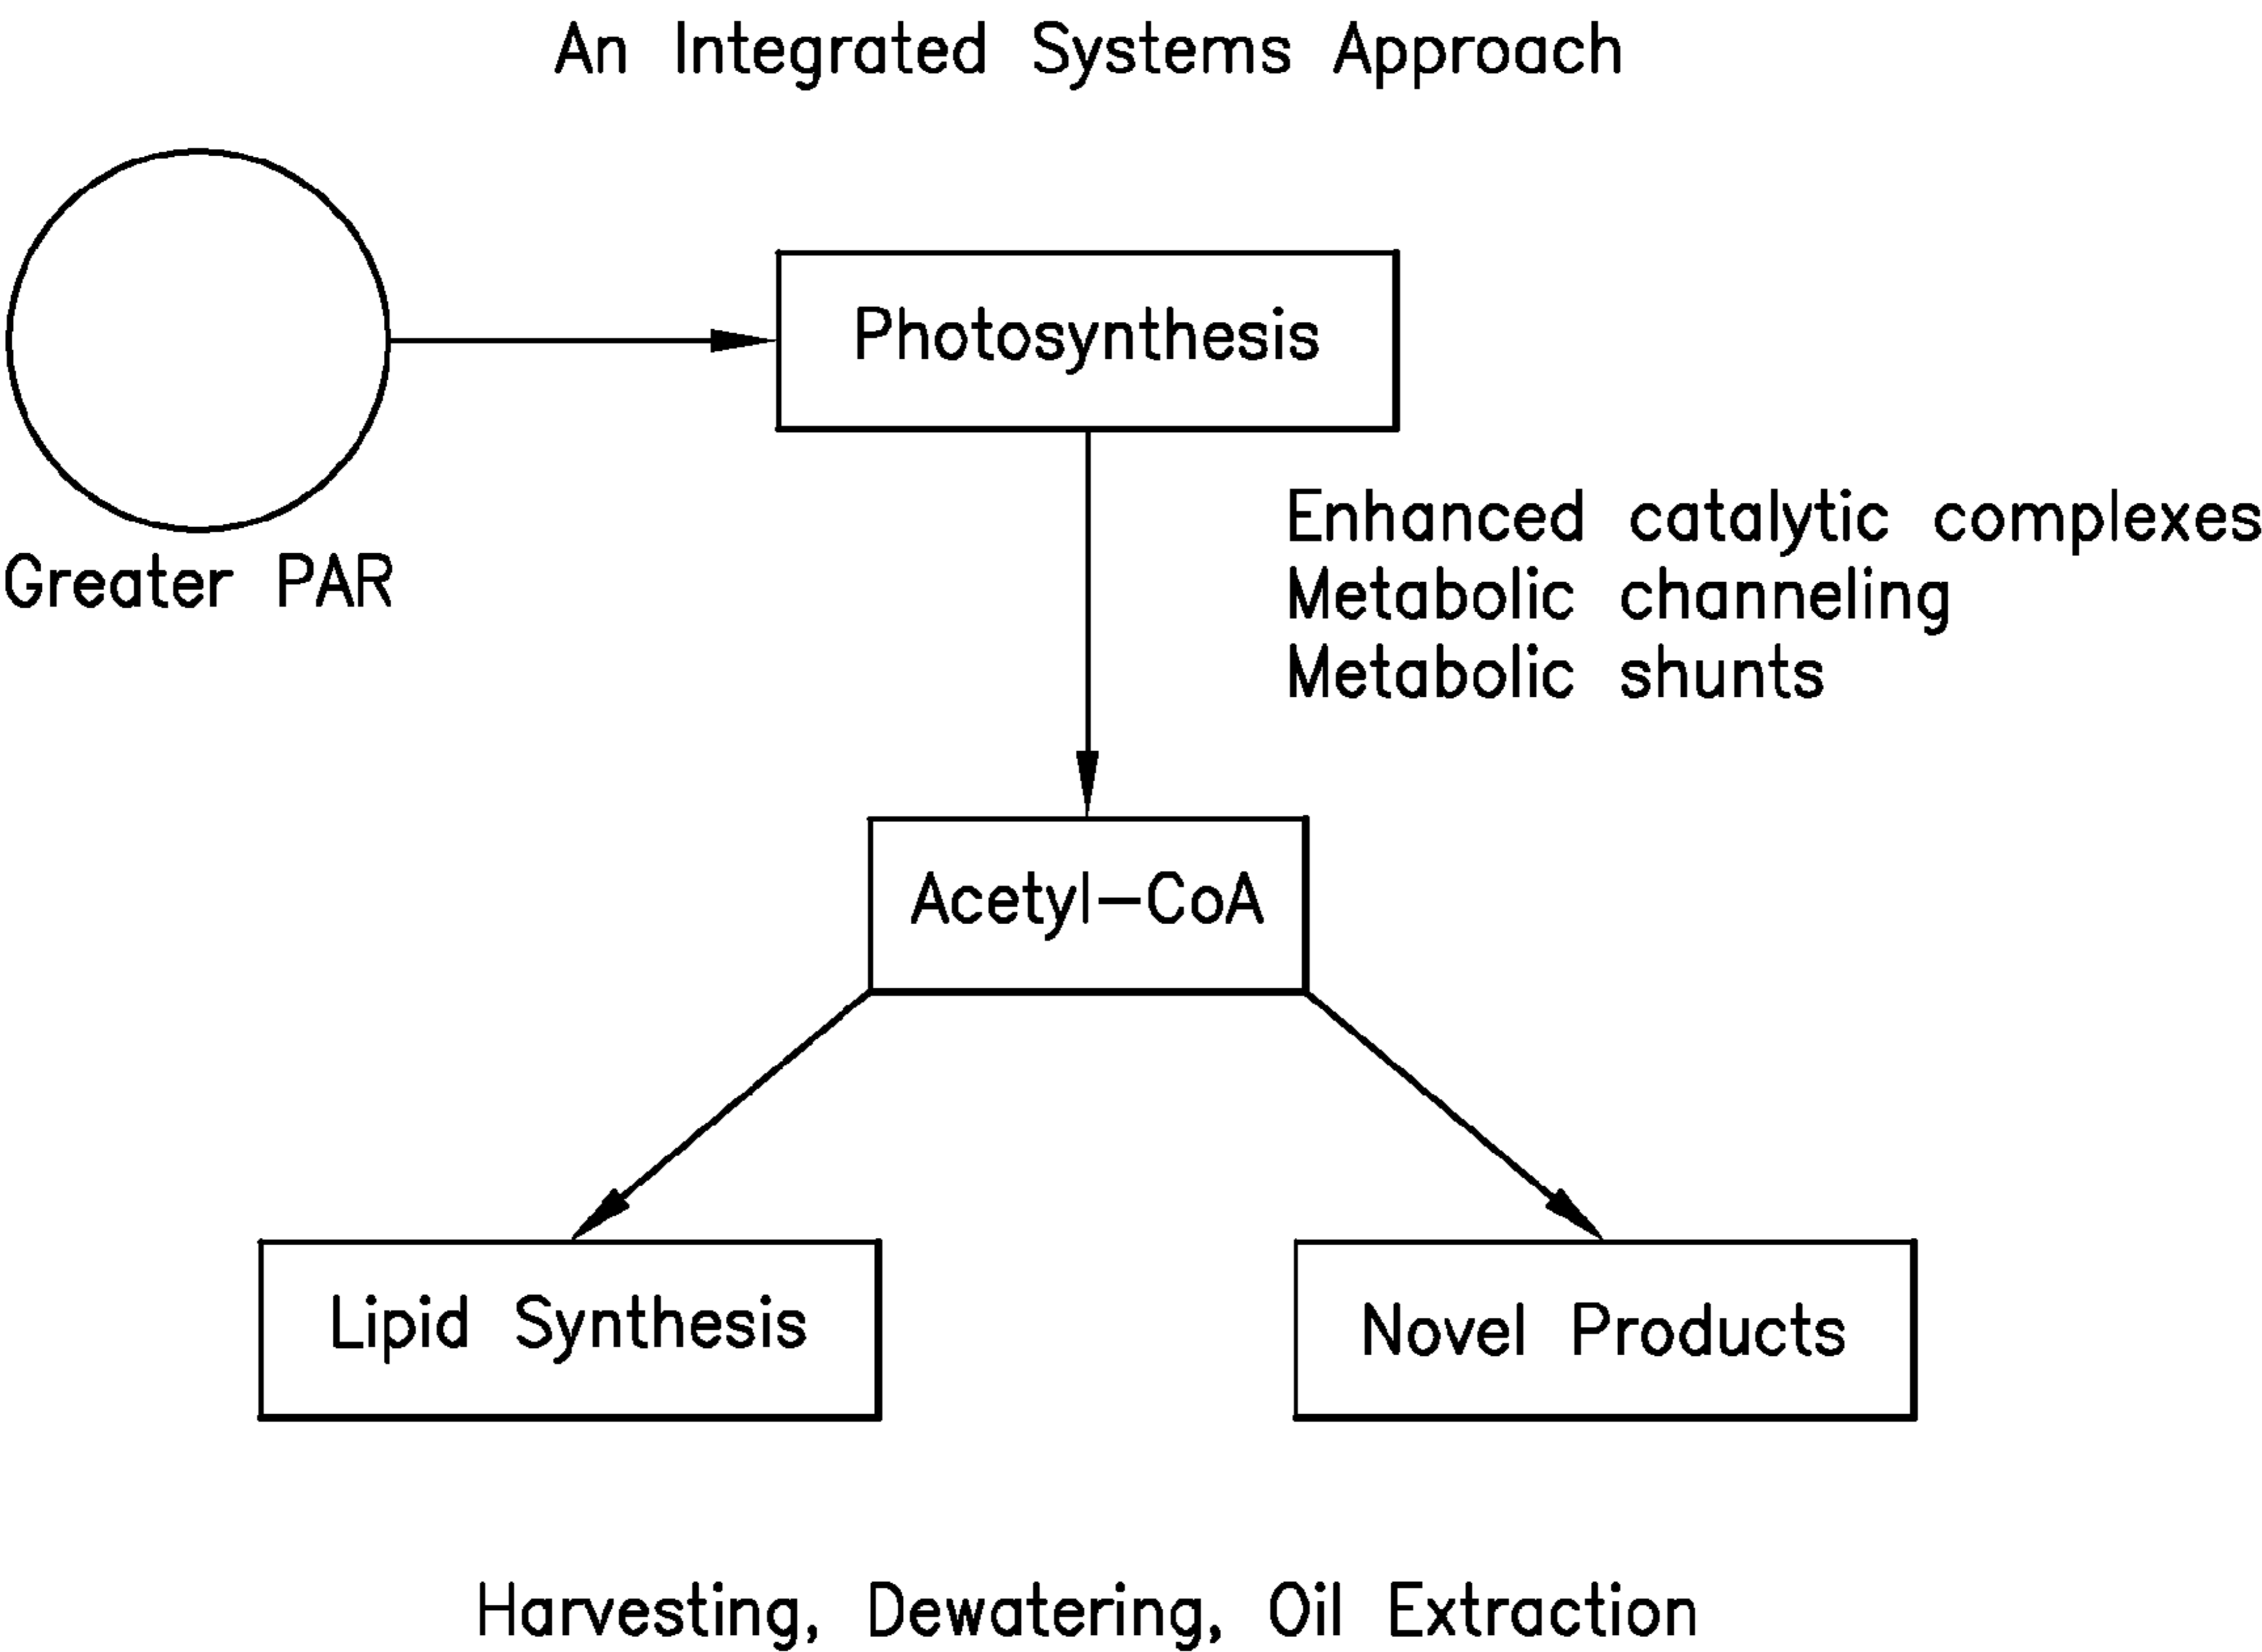 An Integrated Systems Approach
Photosynthesis
Greater PAR
Enhanced catalytic complexes
Metabolic channeling
Metabolic shunts
Acetyl–CoA
Lipid Synthesis
Novel Products
Harvesting, Dewatering, Oil Extraction